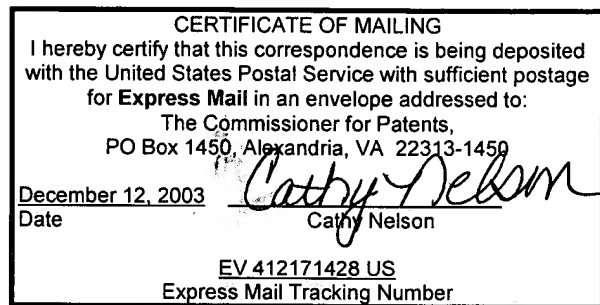 CERTIFICATE OF MAILING
I hereby certify that this correspondence is being deposited
with the United States Postal Service with sufficient postage
for Express Mail in an envelope addressed to:
The Commissioner for Patents,
PO Box 1450, Alexandria, VA 22313-1450
Cathy Nelson
December 12, 2003
Date Cathy Nelson
EV 412171428 US
Express Mail Tracking Number